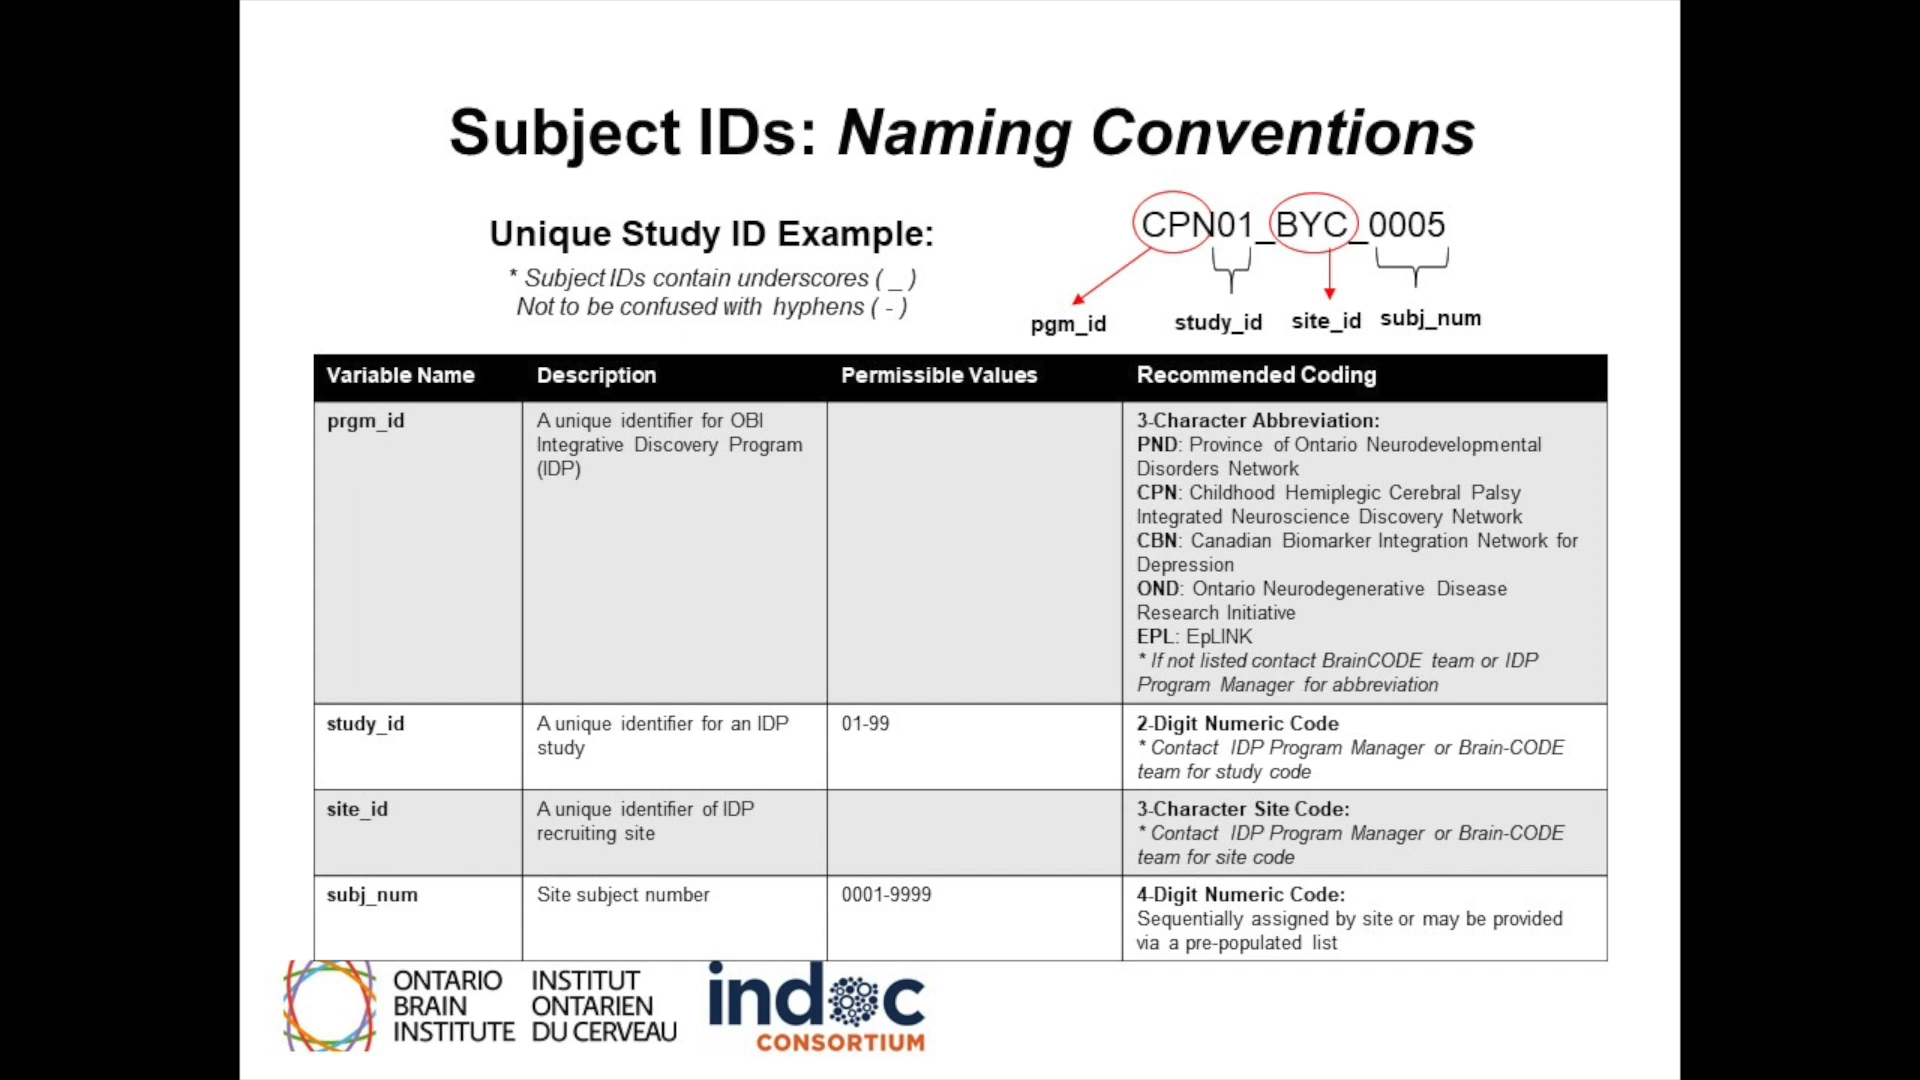 Subject IDs: Naming Conventions
Unique Study ID Example:
* Subject IDs contain underscores ( _ )
Not to be confused with hyphens ( - )
CPN01_BYC_0005
pgm_id study_id site_id subj_num
Variable Name Description Permissible Values Recommended Coding
prgm_id
A unique identifier for OBI
Integrative Discovery Program
(IDP)
3-Character Abbreviation:
PND: Province of Ontario Neurodevelopmental
Disorders Network
CPN: Childhood Hemiplegic Cerebral Palsy
Integrated Neuroscience Discovery Network
CBN: Canadian Biomarker Integration Network for
Depression
OND: Ontario Neurodegenerative Disease
Research Initiative
EPL: EpLINK
* If not listed contact BrainCODE team or IDP
Program Manager for abbreviation
study_id
A unique identifier for an IDP
study
01-99
2-Digit Numeric Code
* Contact IDP Program Manager or Brain-CODE
team for study code
site_id
A unique identifier of IDP
recruiting site
3-Character Site Code:
* Contact IDP Program Manager or Brain-CODE
team for site code
subj_num
Site subject number
0001-9999
4-Digit Numeric Code:
Sequentially assigned by site or may be provided
via a pre-populated list
ONTARIO
BRAIN
INSTITUTE
INSTITUT
ONTARIEN
DU CERVEAU
indoc
CONSORTIUM